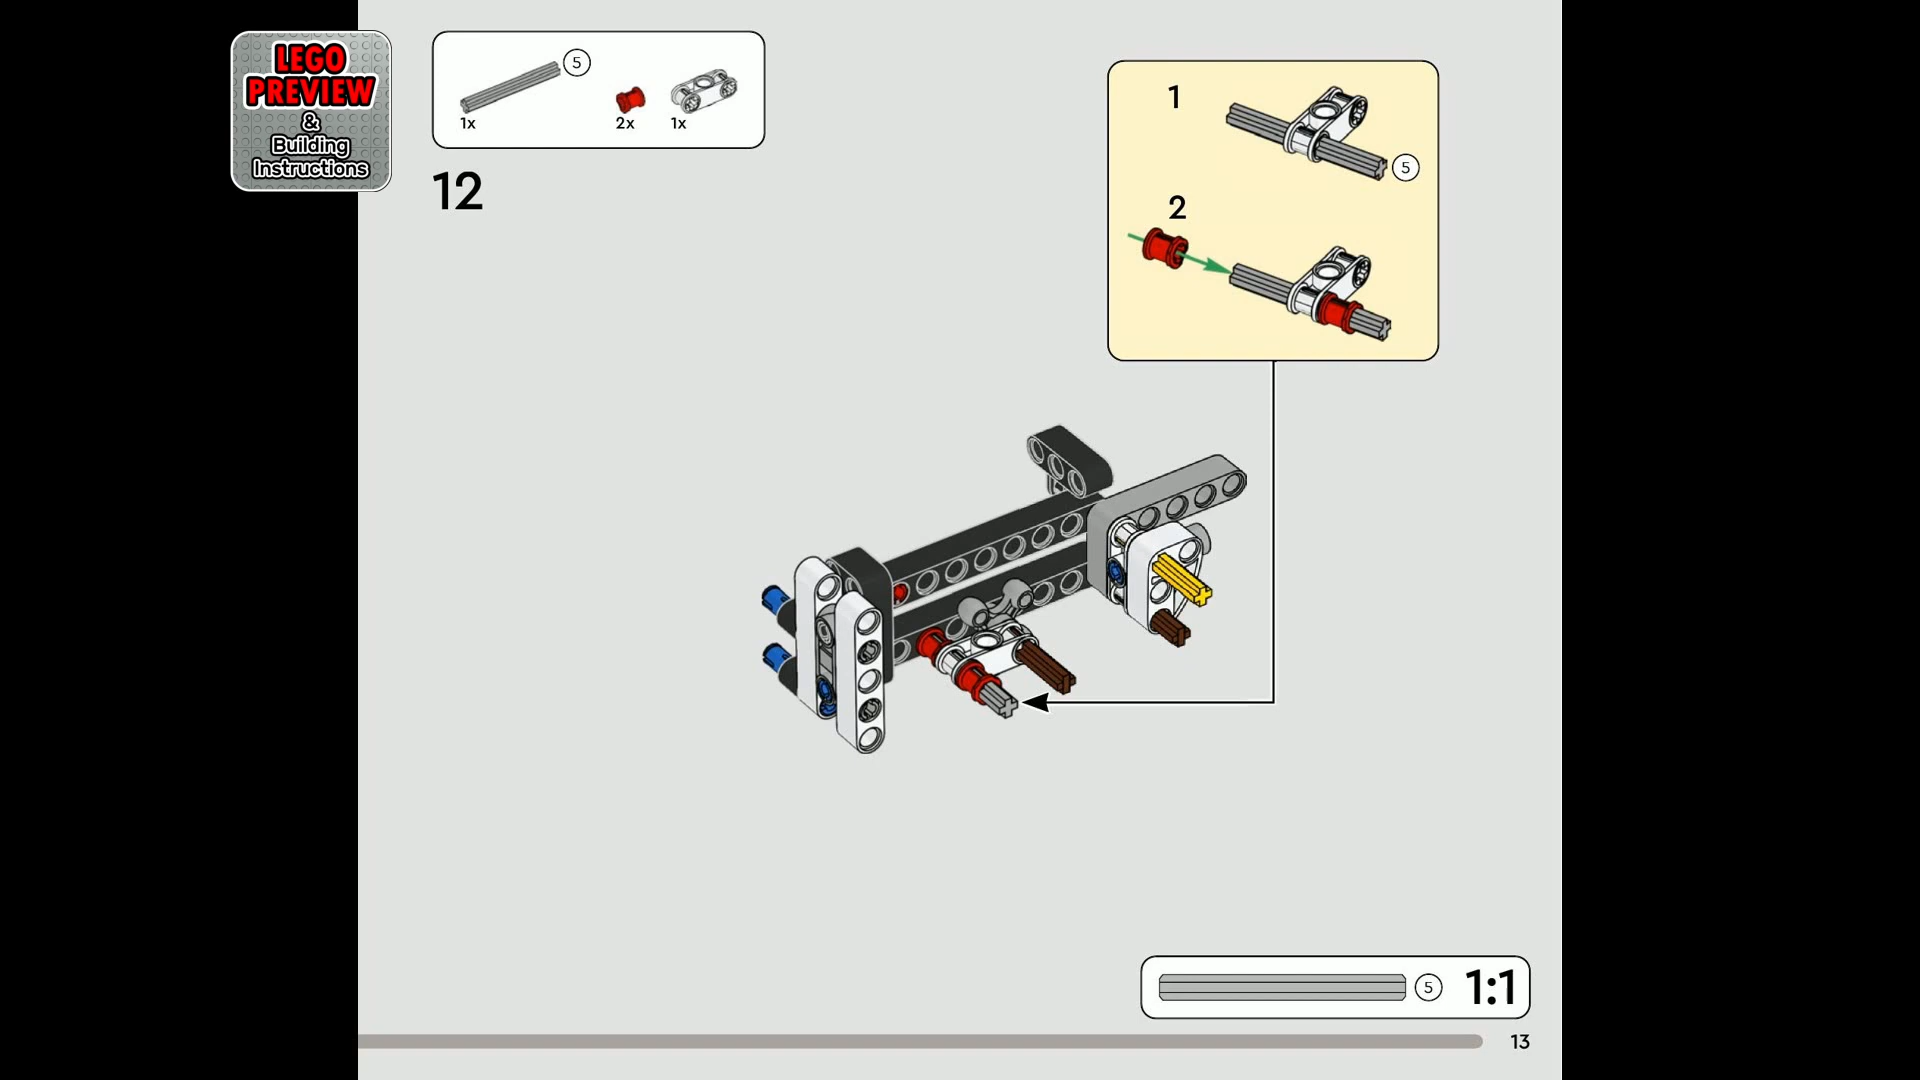 LEGO
PREVIEW
&
Building
Instructions
5
1x
2x
1x
12
1
5
2
5
1:1
13